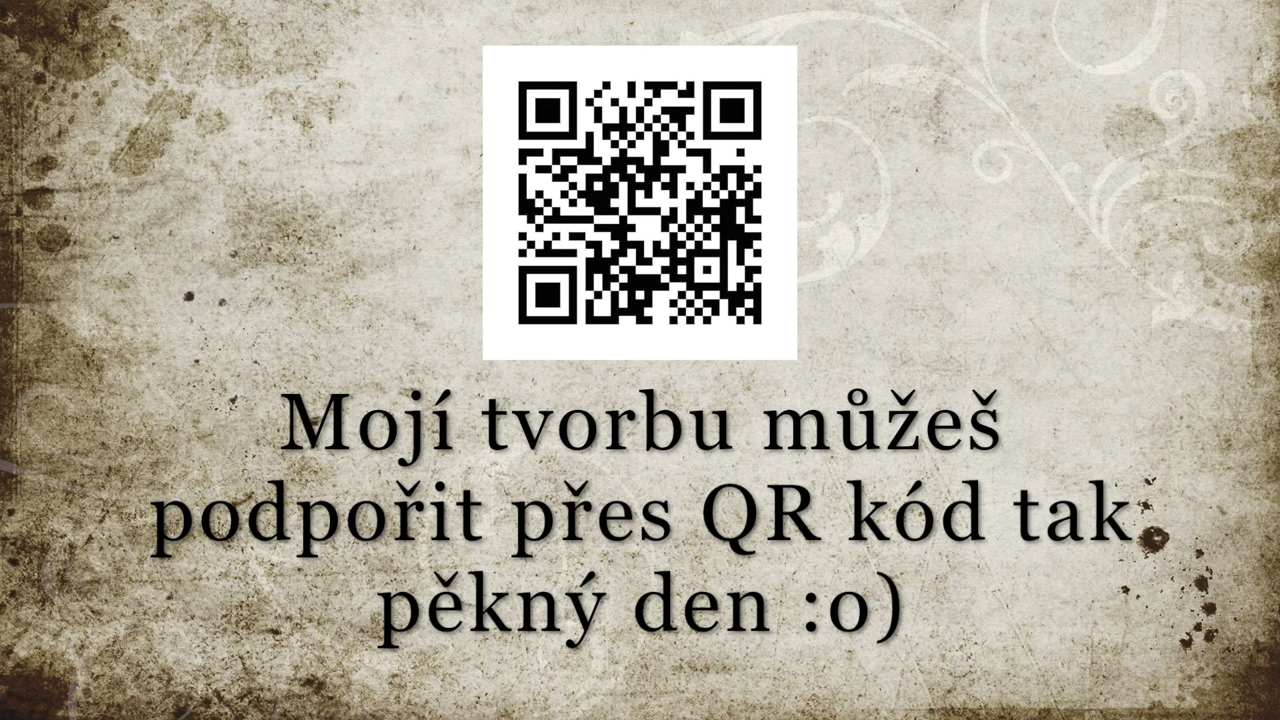 Mojí tvorbu můžeš
podpořit přes QR kód tak
pěkný den :o)